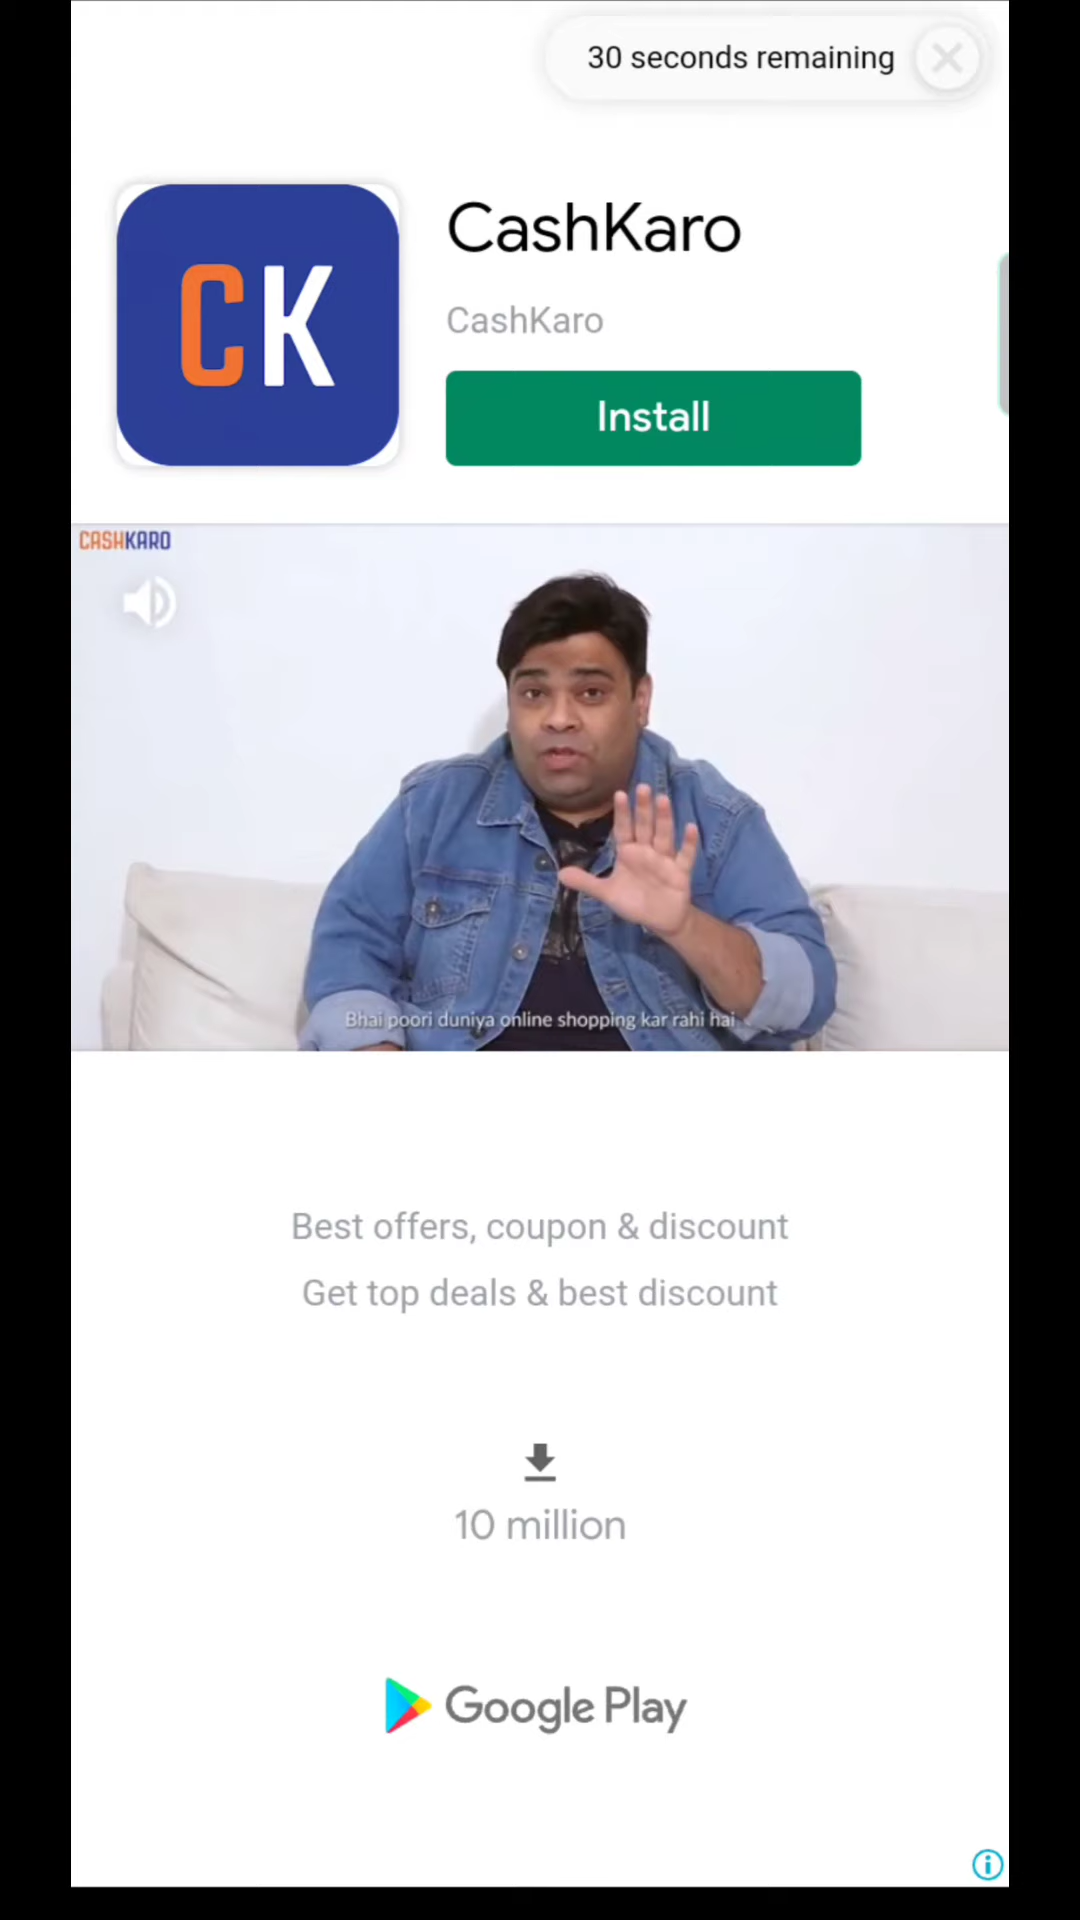 30 seconds remaining
CK
CashKaro
CashKaro
Install
CASHKARO
Bhai poori duniya online shopping kar rahi hai
Best offers, coupon & discount
Get top deals & best discount
10 million
Google Play